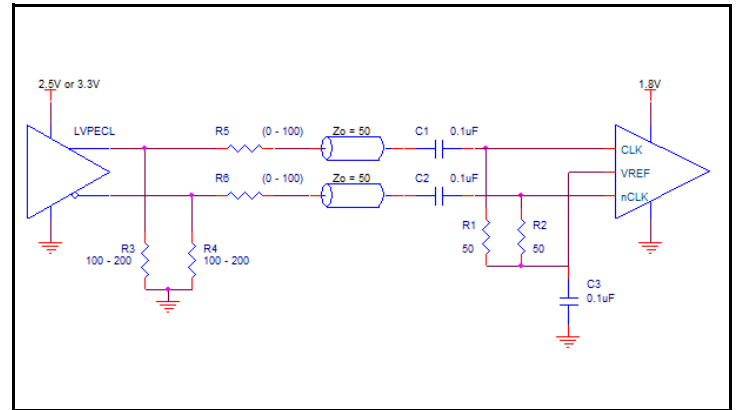 2.5V or 3.3V
1.8V
LVPECL
R5 (0 - 100) Zo = 50 C1 0.1uF
CLK
VREF
R6 (0 - 100) Zo = 50 C2 0.1uF
nCLK
R1
50
R2
50
R3
100 - 200
R4
100 - 200
C3
0.1uF